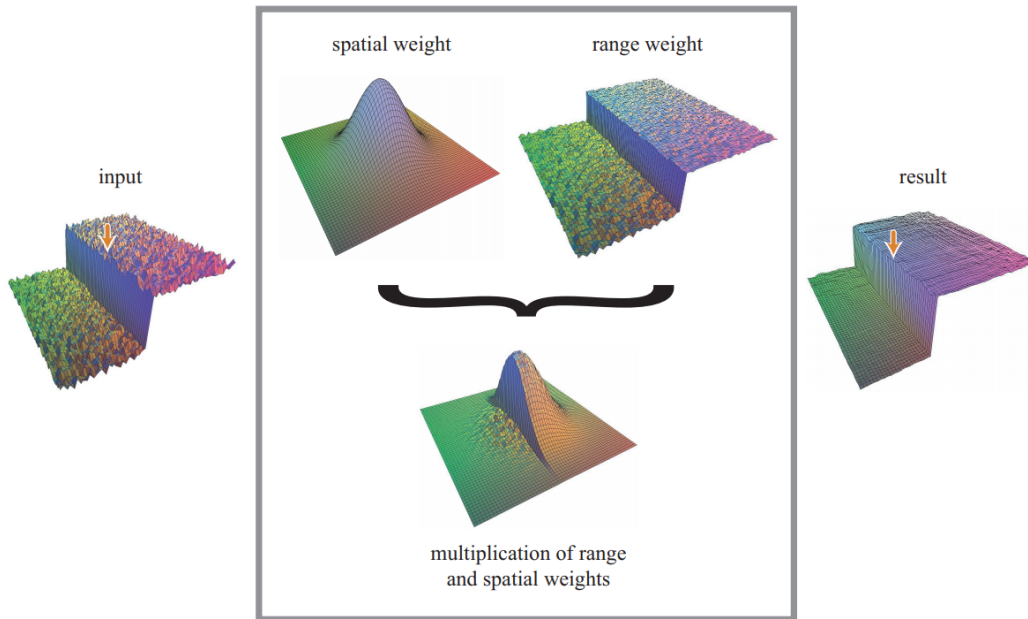 spatial weight
range weight
input
result
multiplication of range
and spatial weights